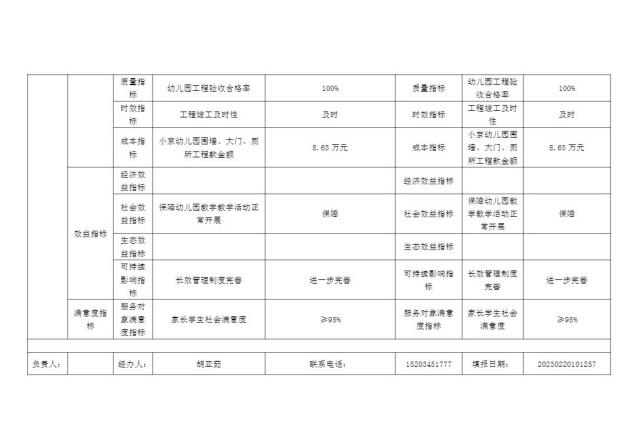 质量指标 幼儿园工程验收合格率 100% 质量指标 幼儿园工程验收合格率 100%
时效指标 工程竣工及时性 及时 时效指标 工程竣工及时性 及时
成本指标 小京幼儿园围墙、大门、厕所工程款金额 8.63 万元 成本指标 小京幼儿园围墙、大门、厕所工程款金额 8.63 万元
效益指标
经济效益指标 经济效益指标
社会效益指标 保障幼儿园教学教学活动正常开展 保障 社会效益指标 保障幼儿园教学教学活动正常开展 保障
生态效益指标 生态效益指标
可持续影响指标 长效管理制度完善 进一步完善 可持续影响指标 长效管理制度完善 进一步完善
满意度指标 服务对象满意度指标 家长学生社会满意度 ≥95% 服务对象满意度指标 家长学生社会满意度 ≥95%
负责人： 经办人： 胡亚茹 联系电话： 15203451777 填报日期： 20230220101257